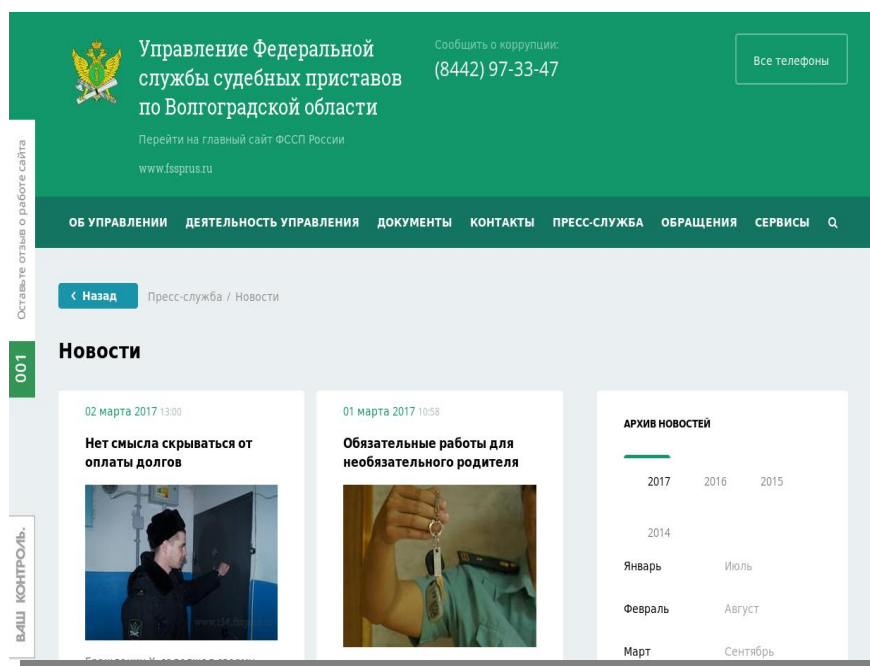 Управление Федеральной
службы судебных приставов
по Волгоградской области
Перейти на главный сайт ФССП России
www.fssprus.ru
Сообщить о коррупции:
(8442) 97-33-47
Все телефоны
Оставьте отзыв о работе сайта
001
ВАШ КОНТРОЛЬ.
ОБ УПРАВЛЕНИИ ДЕЯТЕЛЬНОСТЬ УПРАВЛЕНИЯ ДОКУМЕНТЫ КОНТАКТЫ ПРЕСС-СЛУЖБА ОБРАЩЕНИЯ СЕРВИСЫ
Назад Пресс-служба / Новости
Новости
02 марта 2017 13:00
Нет смысла скрываться от
оплаты долгов
01 марта 2017 10:58
Обязательные работы для
необязательного родителя
АРХИВ НОВОСТЕЙ
2017 2016 2015
2014
Январь Июль
Февраль Август
Март Сентябрь